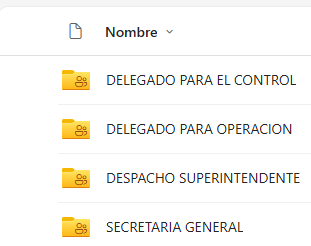 Nombre
DELEGADO PARA EL CONTROL
DELEGADO PARA OPERACION
DESPACHO SUPERINTENDENTE
SECRETARIA GENERAL